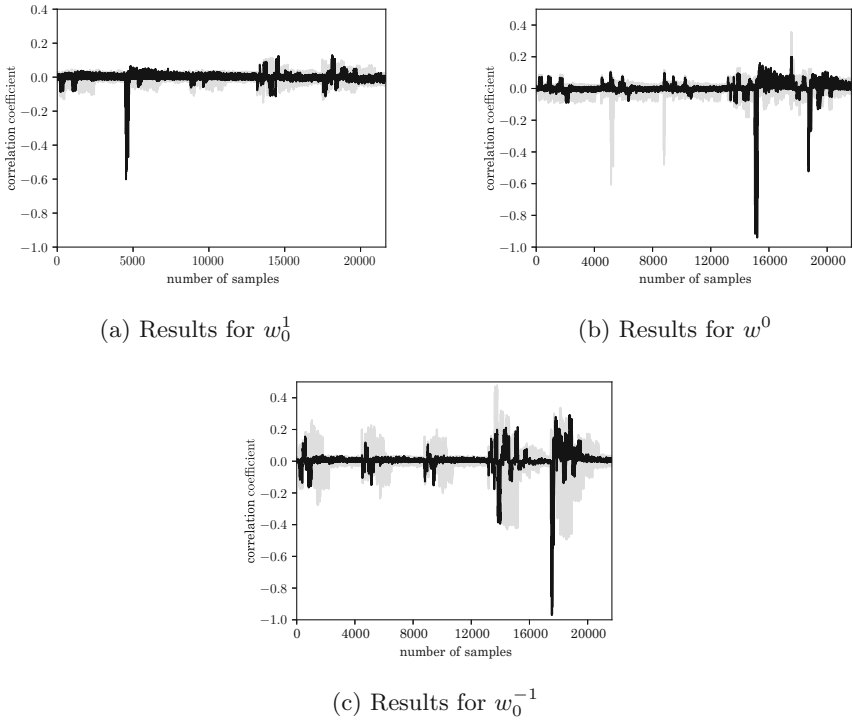 0.4
0.2
0.0
−0.2
−0.4
−0.6
−0.8
−1.0
correlation coefficient
0 5000 10000 15000 20000
number of samples
(a) Results for w₀¹
0.4
0.2
0.0
−0.2
−0.4
−0.6
−0.8
−1.0
correlation coefficient
0 4000 8000 12000 16000 20000
number of samples
(b) Results for w⁰
0.4
0.2
0.0
−0.2
−0.4
−0.6
−0.8
−1.0
correlation coefficient
0 4000 8000 12000 16000 20000
number of samples
(c) Results for w₀⁻¹